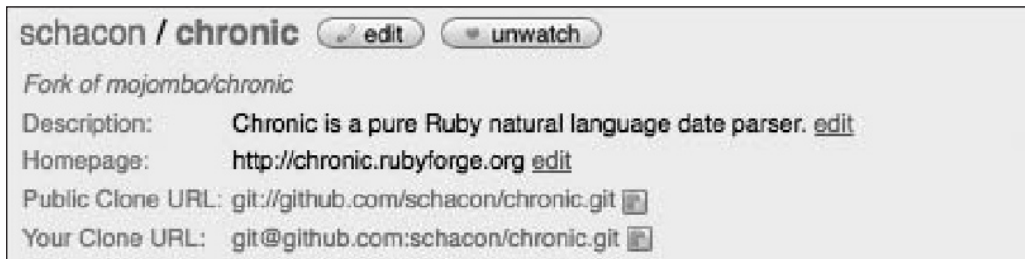 schacon / chronic edit unwatch
Fork of mojombo/chronic
Description: Chronic is a pure Ruby natural language date parser. edit
Homepage: http://chronic.rubyforge.org edit
Public Clone URL: git://github.com/schacon/chronic.git
Your Clone URL: git@github.com:schacon/chronic.git